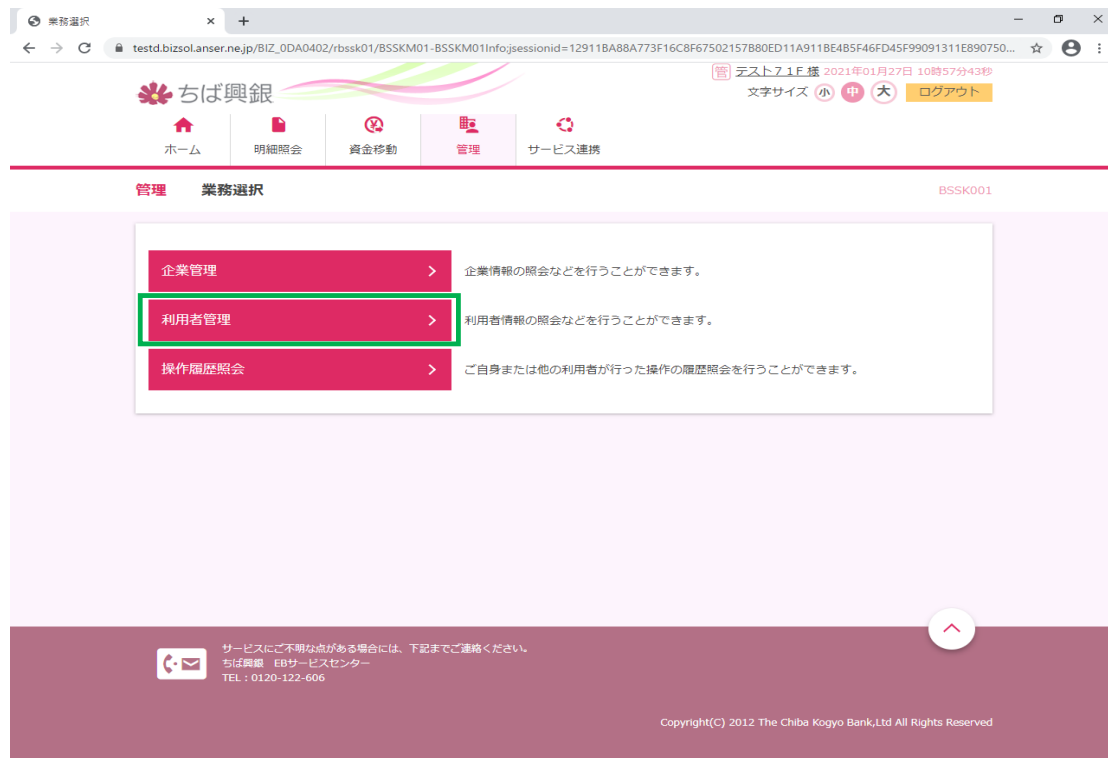 業務選択
testd.bizsol.anser.ne.jp/BIZ_0DA0402/rbssk01/BSSKM01-BSSKM01Info;jsessionid=12911BA88A773F16C8F67502157B80ED11A911BE4B5F46FD45F99091311E890750...
管 テスト71F 様 2021年01月27日 10時57分43秒
ちば興銀
文字サイズ 小 中 大 ログアウト
ホーム 明細照会 資金移動 管理 サービス連携
管理 業務選択 BSSK001
企業管理 企業情報の照会などを行うことができます。
利用者管理 利用者情報の照会などを行うことができます。
操作履歴照会 ご自身または他の利用者が行った操作の履歴照会を行うことができます。
サービスにご不明な点がある場合には、下記までご連絡ください。
ちば興銀 EBサービスセンター
TEL：0120-122-606
Copyright(C) 2012 The Chiba Kogyo Bank,Ltd All Rights Reserved